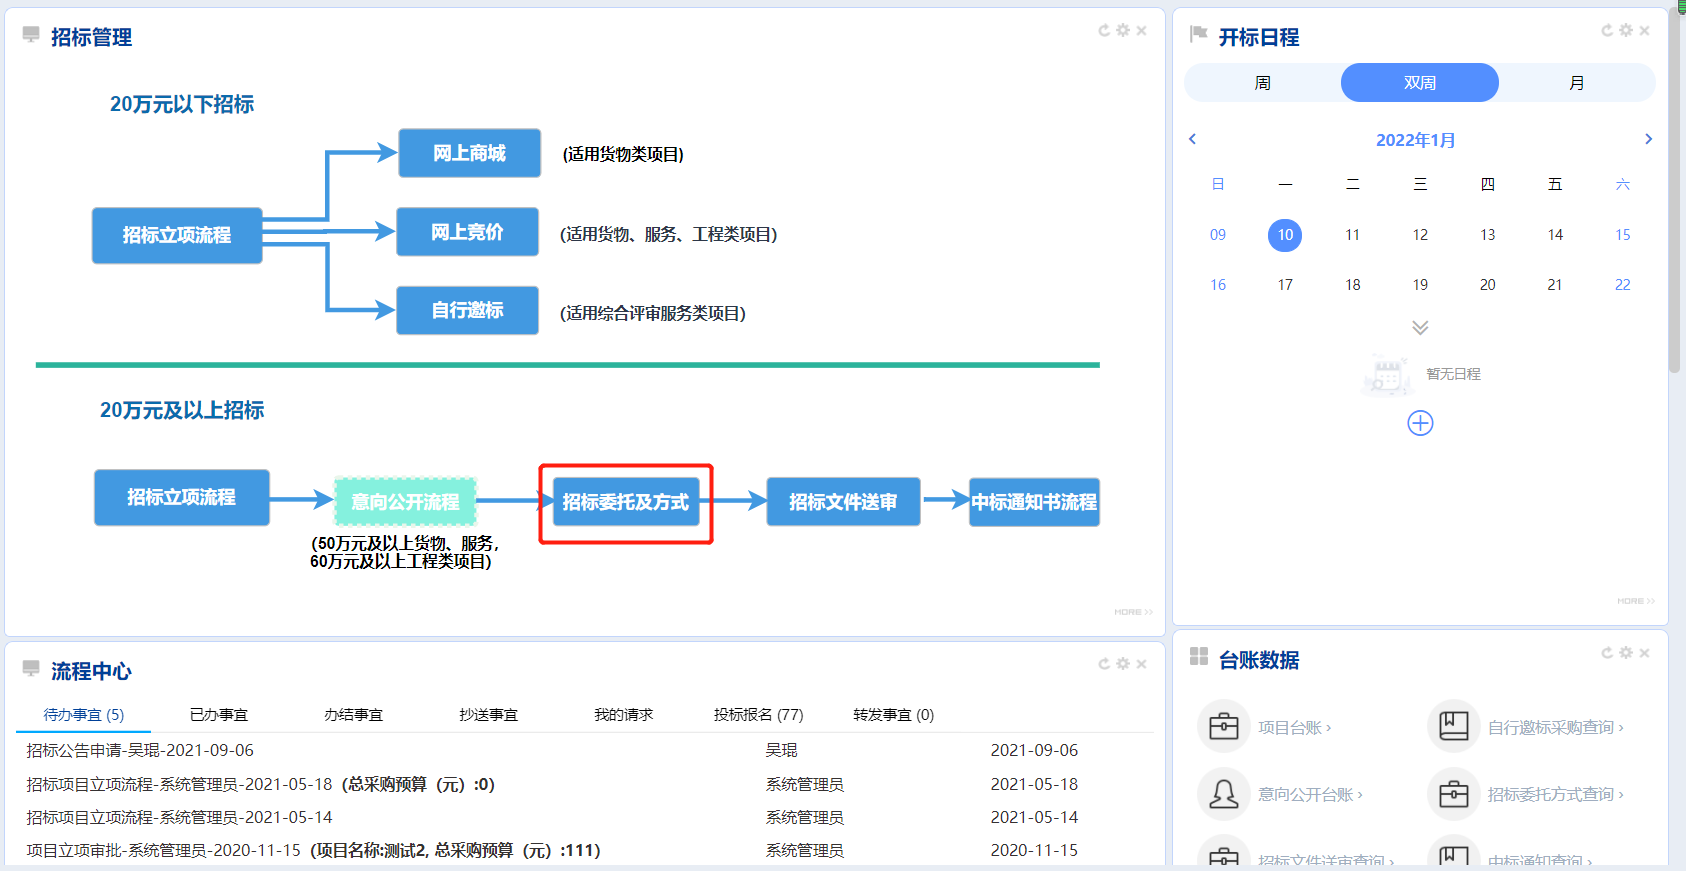 招标管理
20万元以下招标
网上商城
(适用货物类项目)
招标立项流程
网上竞价
(适用货物、服务、工程类项目)
自行邀标
(适用综合评审服务类项目)
20万元及以上招标
招标立项流程
意向公开流程
招标委托及方式
招标文件送审
中标通知书流程
(50万元及以上货物、服务,
60万元及以上工程类项目)
MORE >>
开标日程
周 双周 月
2022年1月
日 一 二 三 四 五 六
09 10 11 12 13 14 15
16 17 18 19 20 21 22
暂无日程
MORE >>
流程中心
待办事宜 (5) 已办事宜 办结事宜 抄送事宜 我的请求 投标报名 (77) 转发事宜 (0)
招标公告申请-吴琨-2021-09-06 吴琨 2021-09-06
招标项目立项流程-系统管理员-2021-05-18（总采购预算（元）:0） 系统管理员 2021-05-18
招标项目立项流程-系统管理员-2021-05-14 系统管理员 2021-05-14
项目立项审批-系统管理员-2020-11-15（项目名称:测试2, 总采购预算（元）:111） 系统管理员 2020-11-15
台账数据
项目台账 ›
自行邀标采购查询 ›
意向公开台账 ›
招标委托方式查询 ›
招标文件送审查询 ›
中标通知查询 ›